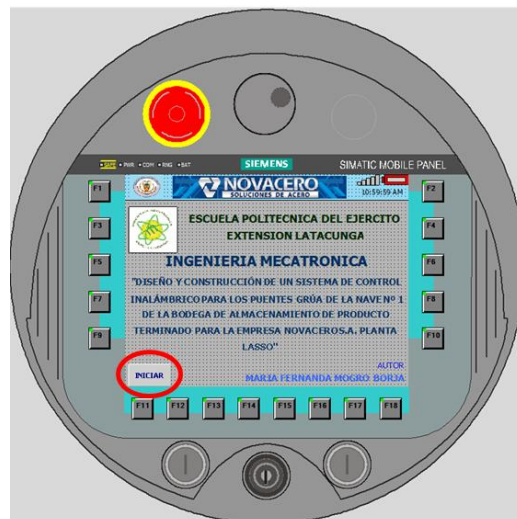 SIEMENS
SIMATIC MOBILE PANEL
SAFE PWR COM RNG BAT
F1
F2
NOVACERO
SOLUCIONES DE ACERO
10:59:59 AM
F3
F4
ESCUELA POLITECNICA DEL EJERCITO
EXTENSION LATACUNGA
F5
F6
INGENIERIA MECATRONICA
"DISEÑO Y CONSTRUCCIÓN DE UN SISTEMA DE CONTROL
INALÁMBRICO PARA LOS PUENTES GRÚA DE LA NAVE Nº 1
F7
F8
DE LA BODEGA DE ALMACENAMIENTO DE PRODUCTO
TERMINADO PARA LA EMPRESA NOVACERO S.A. PLANTA
F9
F10
LASSO"
AUTOR
INICIAR
MARIA FERNANDA MOGRO BORJA
F11 F12 F13 F14 F15 F16 F17 F18